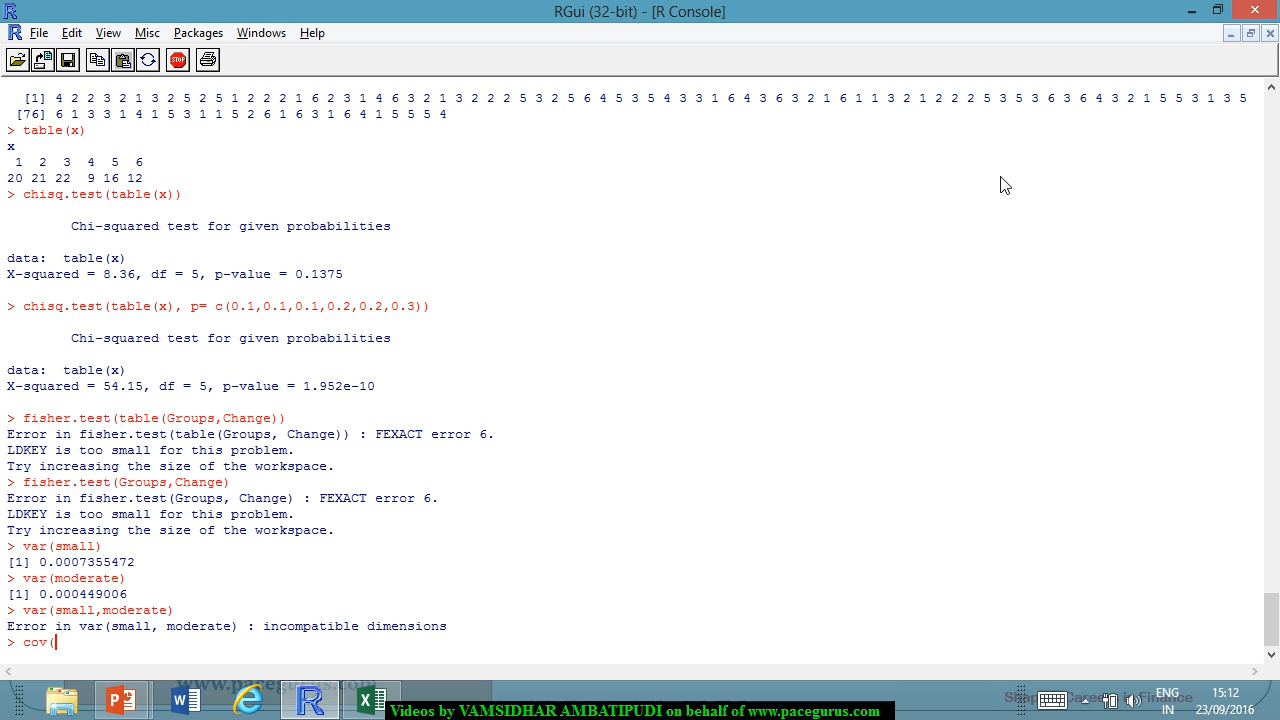 RGui (32-bit) - [R Console]
File Edit View Misc Packages Windows Help
STOP
[1] 4 2 2 3 2 1 3 2 5 2 5 1 2 2 2 1 6 2 3 1 4 6 3 2 1 3 2 2 2 5 3 2 5 6 4 5 3 5 4 3 3 1 6 4 3 6 3 2 1 6 1 1 3 2 1 2 2 2 5 3 5 3 6 3 6 4 3 2 1 5 5 3 1 3 5
[76] 6 1 3 3 1 4 1 5 3 1 1 5 2 6 1 6 3 1 6 4 1 5 5 5 4
> table(x)
x
1 2 3 4 5 6
20 21 22 9 16 12
> chisq.test(table(x))
Chi-squared test for given probabilities
data: table(x)
X-squared = 8.36, df = 5, p-value = 0.1375
> chisq.test(table(x), p= c(0.1,0.1,0.1,0.2,0.2,0.3))
Chi-squared test for given probabilities
data: table(x)
X-squared = 54.15, df = 5, p-value = 1.952e-10
> fisher.test(table(Groups,Change))
Error in fisher.test(table(Groups, Change)) : FEXACT error 6.
LDKEY is too small for this problem.
Try increasing the size of the workspace.
> fisher.test(Groups,Change)
Error in fisher.test(Groups, Change) : FEXACT error 6.
LDKEY is too small for this problem.
Try increasing the size of the workspace.
> var(small)
[1] 0.0007355472
> var(moderate)
[1] 0.000449006
> var(small,moderate)
Error in var(small, moderate) : incompatible dimensions
> cov(
www.pacegurus.com
in Finance
ENG 15:12
IN 23/09/2016
Videos by VAMSIDHAR AMBATIPUDI on behalf of www.pacegurus.com